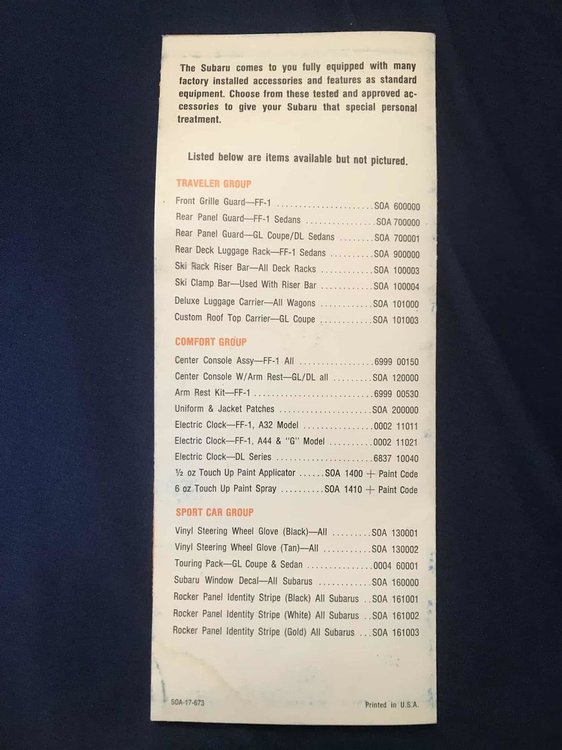 The Subaru comes to you fully equipped with many
factory installed accessories and features as standard
equipment. Choose from these tested and approved ac-
cessories to give your Subaru that special personal
treatment.
Listed below are items available but not pictured.
TRAVELER GROUP
Front Grille Guard—FF-1 ...................... SOA 600000
Rear Panel Guard—FF-1 Sedans ................ SOA 700000
Rear Panel Guard—GL Coupe/DL Sedans ........ SOA 700001
Rear Deck Luggage Rack—FF-1 Sedans .......... SOA 900000
Ski Rack Riser Bar—All Deck Racks ............. SOA 100003
Ski Clamp Bar—Used With Riser Bar ............ SOA 100004
Deluxe Luggage Carrier—All Wagons ............ SOA 101000
Custom Roof Top Carrier—GL Coupe ............ SOA 101003
COMFORT GROUP
Center Console Assy—FF-1 All ................. 6999 00150
Center Console W/Arm Rest—GL/DL all ......... SOA 120000
Arm Rest Kit—FF-1 ........................... 6999 00530
Uniform & Jacket Patches ..................... SOA 200000
Electric Clock—FF-1, A32 Model ................ 0002 11011
Electric Clock—FF-1, A44 & "G" Model .......... 0002 11021
Electric Clock—DL Series ....................... 6837 10040
½ oz Touch Up Paint Applicator ...... SOA 1400 + Paint Code
6 oz Touch Up Paint Spray .......... SOA 1410 + Paint Code
SPORT CAR GROUP
Vinyl Steering Wheel Glove (Black)—All ......... SOA 130001
Vinyl Steering Wheel Glove (Tan)—All ........... SOA 130002
Touring Pack—GL Coupe & Sedan ............... 0004 60001
Subaru Window Decal—All Subarus .............. SOA 160000
Rocker Panel Identity Stripe (Black) All Subarus .. SOA 161001
Rocker Panel Identity Stripe (White) All Subarus .. SOA 161002
Rocker Panel Identity Stripe (Gold) All Subarus ... SOA 161003
SOA-17-673
Printed in U.S.A.